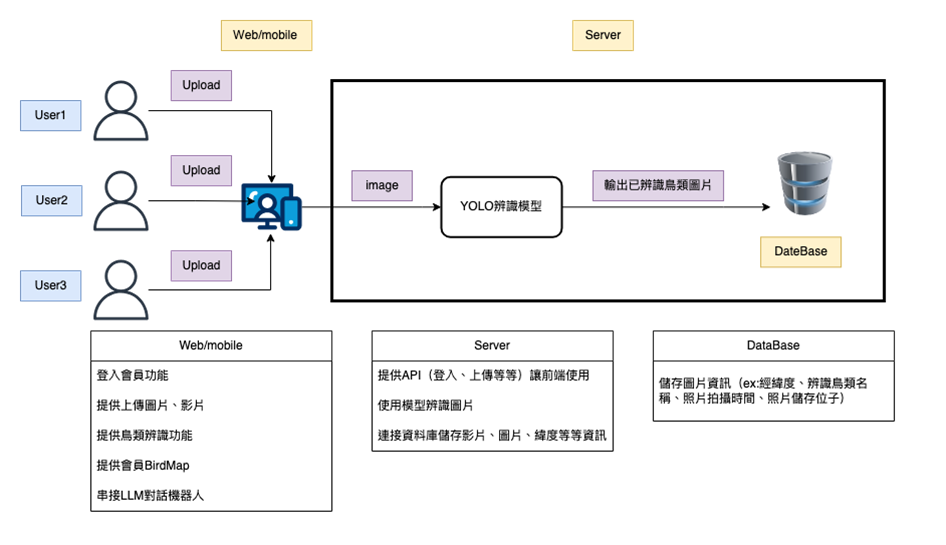 Web/mobile
Server
Upload
User1
Upload
User2
image
YOLO辨識模型
輸出已辨識鳥類圖片
DateBase
Upload
User3
Web/mobile
登入會員功能
提供上傳圖片、影片
提供鳥類辨識功能
提供會員BirdMap
串接LLM對話機器人
Server
提供API（登入、上傳等等）讓前端使用
使用模型辨識圖片
連接資料庫儲存影片、圖片、緯度等等資訊
DataBase
儲存圖片資訊（ex:經緯度、辨識鳥類名
稱、照片拍攝時間、照片儲存位子）